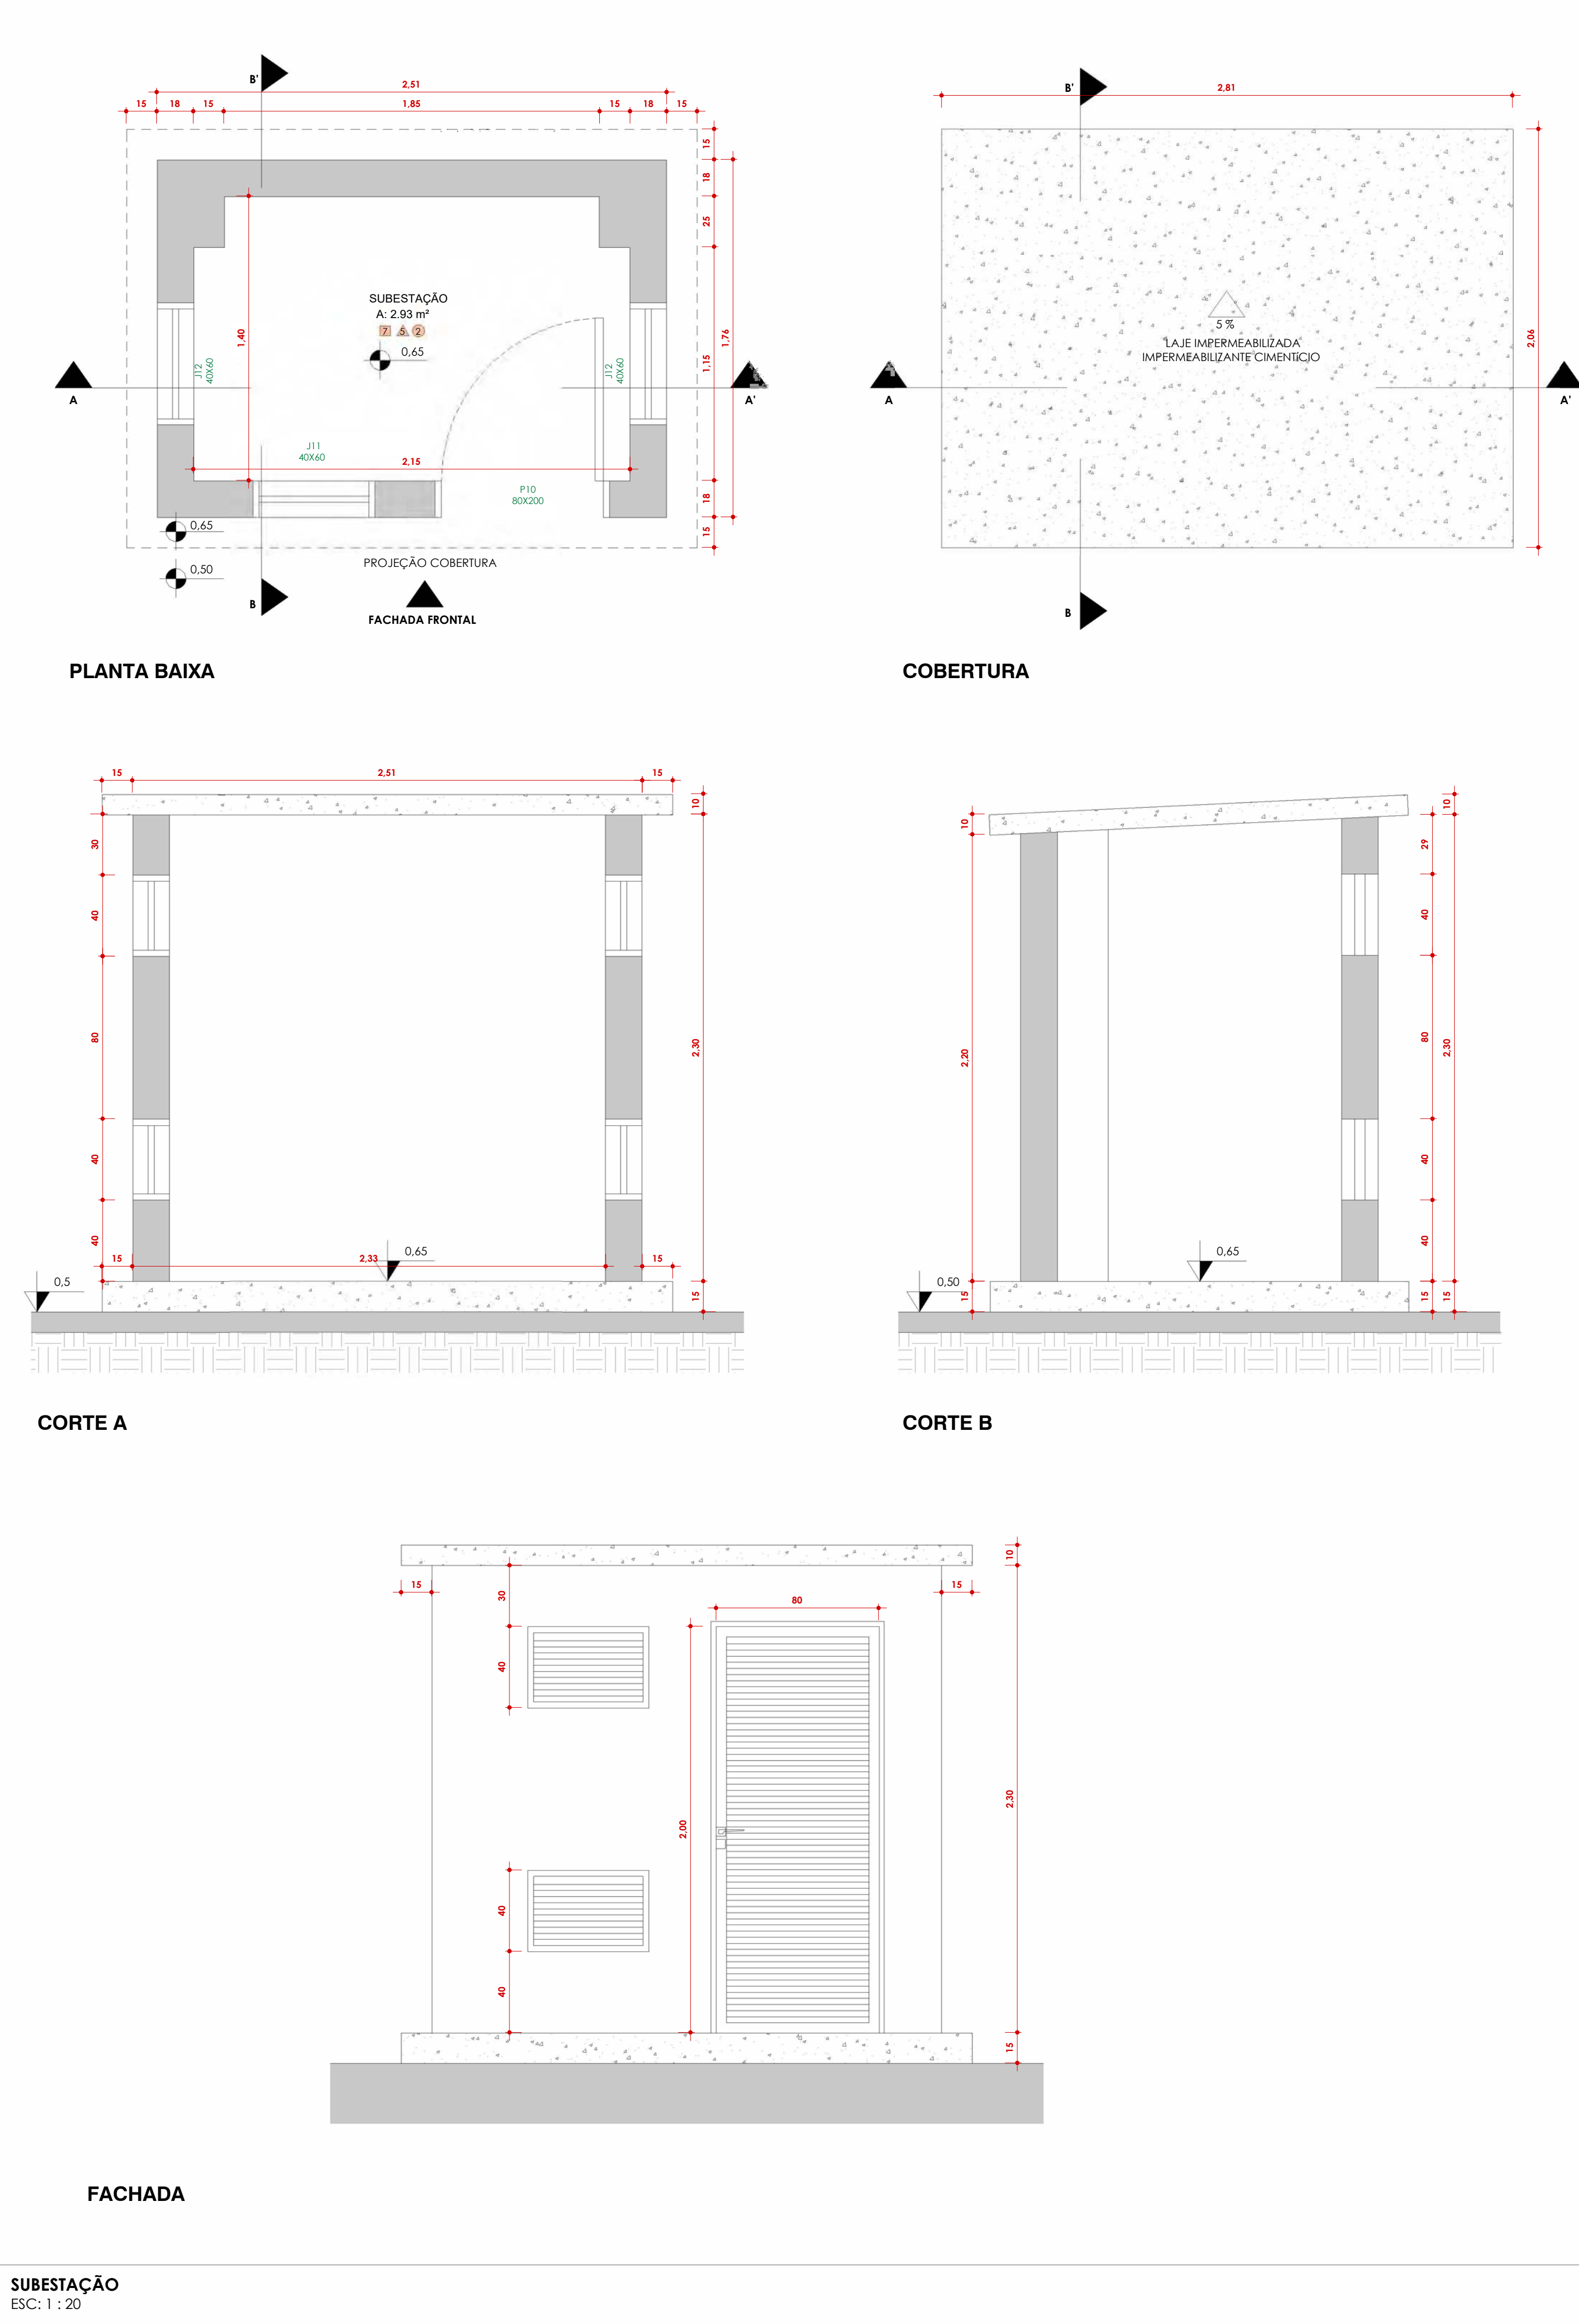 B'
2,51
15 18 15 1,85 15 18 15
15
18
25
1,15
18
15
1,76
1,40
SUBESTAÇÃO
A: 2.93 m²
7 5 2
0,65
J12
40X60
J12
40X60
A
A'
J11
40X60
2,15
P10
80X200
0,65
0,50
PROJEÇÃO COBERTURA
B
FACHADA FRONTAL
PLANTA BAIXA
B'
2,81
5 %
LAJE IMPERMEABILIZADA
IMPERMEABILIZANTE CIMENTÍCIO
2,06
A
A'
B
COBERTURA
15 2,51 15
10
30
40
80
40
40
2,30
15 2,33 15
0,65
0,5
15
CORTE A
10
10
29
40
80
40
40
2,20
2,30
0,65
0,50
15
15
15
CORTE B
10
15
15
30
80
40
2,00
2,30
40
40
15
FACHADA
SUBESTAÇÃO
ESC: 1 : 20